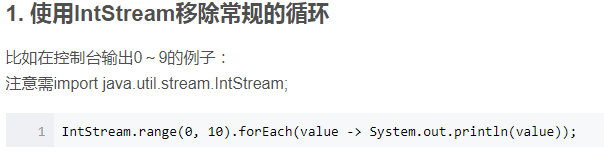 1. 使用IntStream移除常规的循环
比如在控制台输出0～9的例子：
注意需import java.util.stream.IntStream;
1 IntStream.range(0, 10).forEach(value -> System.out.println(value));